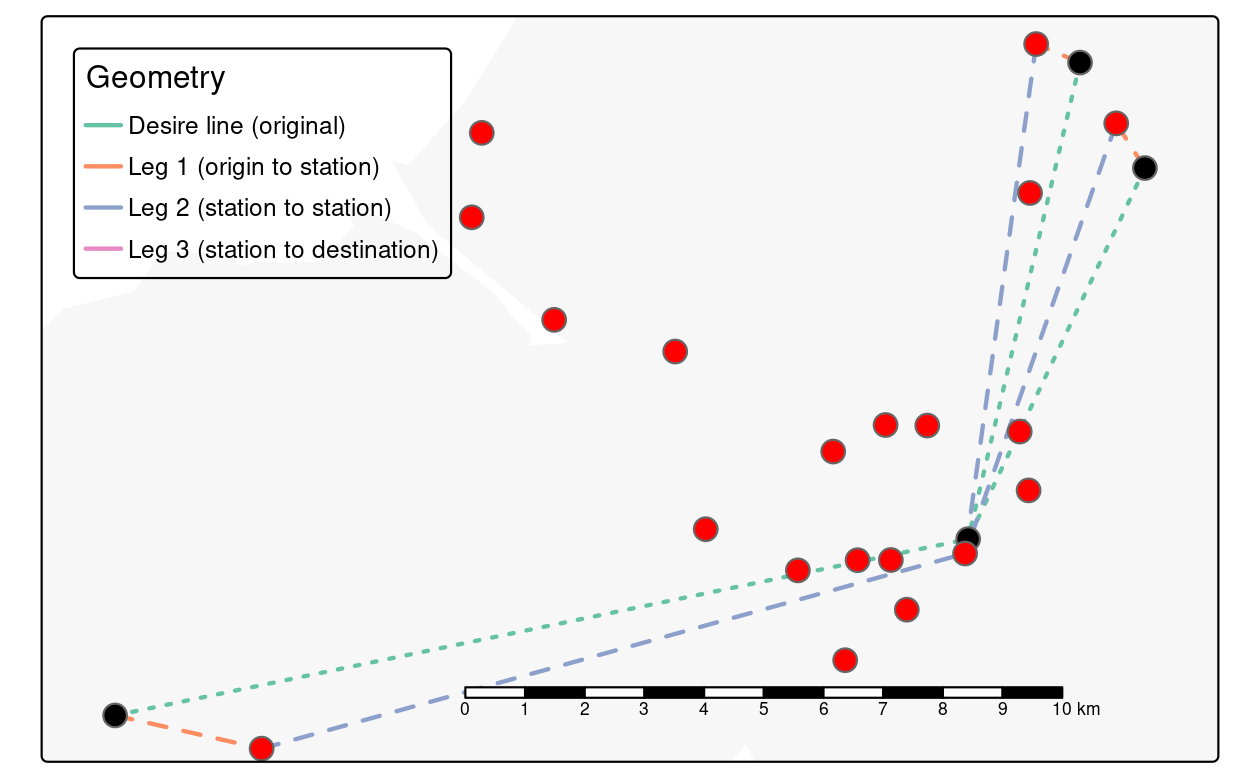 Geometry
Desire line (original)
Leg 1 (origin to station)
Leg 2 (station to station)
Leg 3 (station to destination)
0 1 2 3 4 5 6 7 8 9 10 km